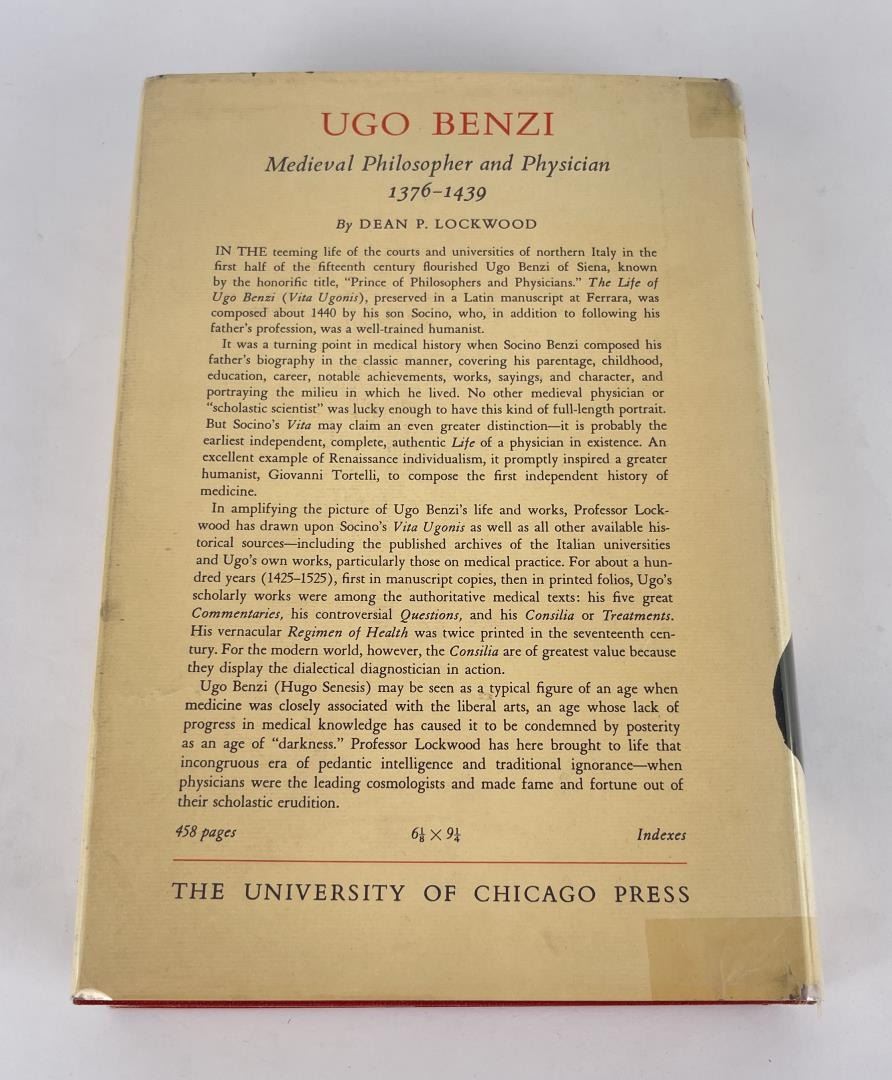 UGO BENZI
Medieval Philosopher and Physician
1376–1439
By DEAN P. LOCKWOOD
IN THE teeming life of the courts and universities of northern Italy in the
first half of the fifteenth century flourished Ugo Benzi of Siena, known
by the honorific title, “Prince of Philosophers and Physicians.” The Life of
Ugo Benzi (Vita Ugonis), preserved in a Latin manuscript at Ferrara, was
composed about 1440 by his son Socino, who, in addition to following his
father’s profession, was a well-trained humanist.
It was a turning point in medical history when Socino Benzi composed his
father’s biography in the classic manner, covering his parentage, childhood,
education, career, notable achievements, works, sayings, and character, and
portraying the milieu in which he lived. No other medieval physician or
“scholastic scientist” was lucky enough to have this kind of full-length portrait.
But Socino’s Vita may claim an even greater distinction—it is probably the
earliest independent, complete, authentic Life of a physician in existence. An
excellent example of Renaissance individualism, it promptly inspired a greater
humanist, Giovanni Tortelli, to compose the first independent history of
medicine.
In amplifying the picture of Ugo Benzi’s life and works, Professor Lock-
wood has drawn upon Socino’s Vita Ugonis as well as all other available his-
torical sources—including the published archives of the Italian universities
and Ugo’s own works, particularly those on medical practice. For about a hun-
dred years (1425–1525), first in manuscript copies, then in printed folios, Ugo’s
scholarly works were among the authoritative medical texts: his five great
Commentaries, his controversial Questions, and his Consilia or Treatments.
His vernacular Regimen of Health was twice printed in the seventeenth cen-
tury. For the modern world, however, the Consilia are of greatest value because
they display the dialectical diagnostician in action.
Ugo Benzi (Hugo Senesis) may be seen as a typical figure of an age when
medicine was closely associated with the liberal arts, an age whose lack of
progress in medical knowledge has caused it to be condemned by posterity
as an age of “darkness.” Professor Lockwood has here brought to life that
incongruous era of pedantic intelligence and traditional ignorance—when
physicians were the leading cosmologists and made fame and fortune out of
their scholastic erudition.
458 pages 6⅛ × 9¼ Indexes
THE UNIVERSITY OF CHICAGO PRESS